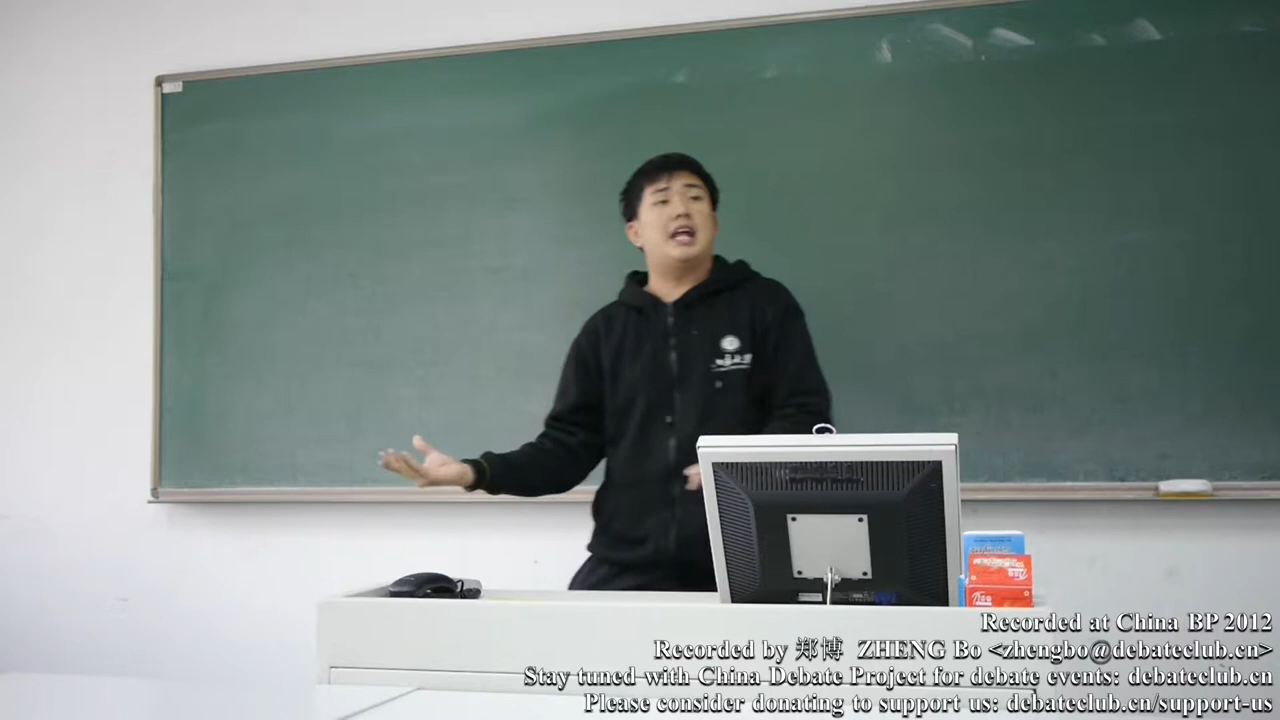 Recorded at China BP 2012
Recorded by 郑博 ZHENG Bo <zhengbo@debateclub.cn>
Stay tuned with China Debate Project for debate events: debateclub.cn
Please consider donating to support us: debateclub.cn/support-us